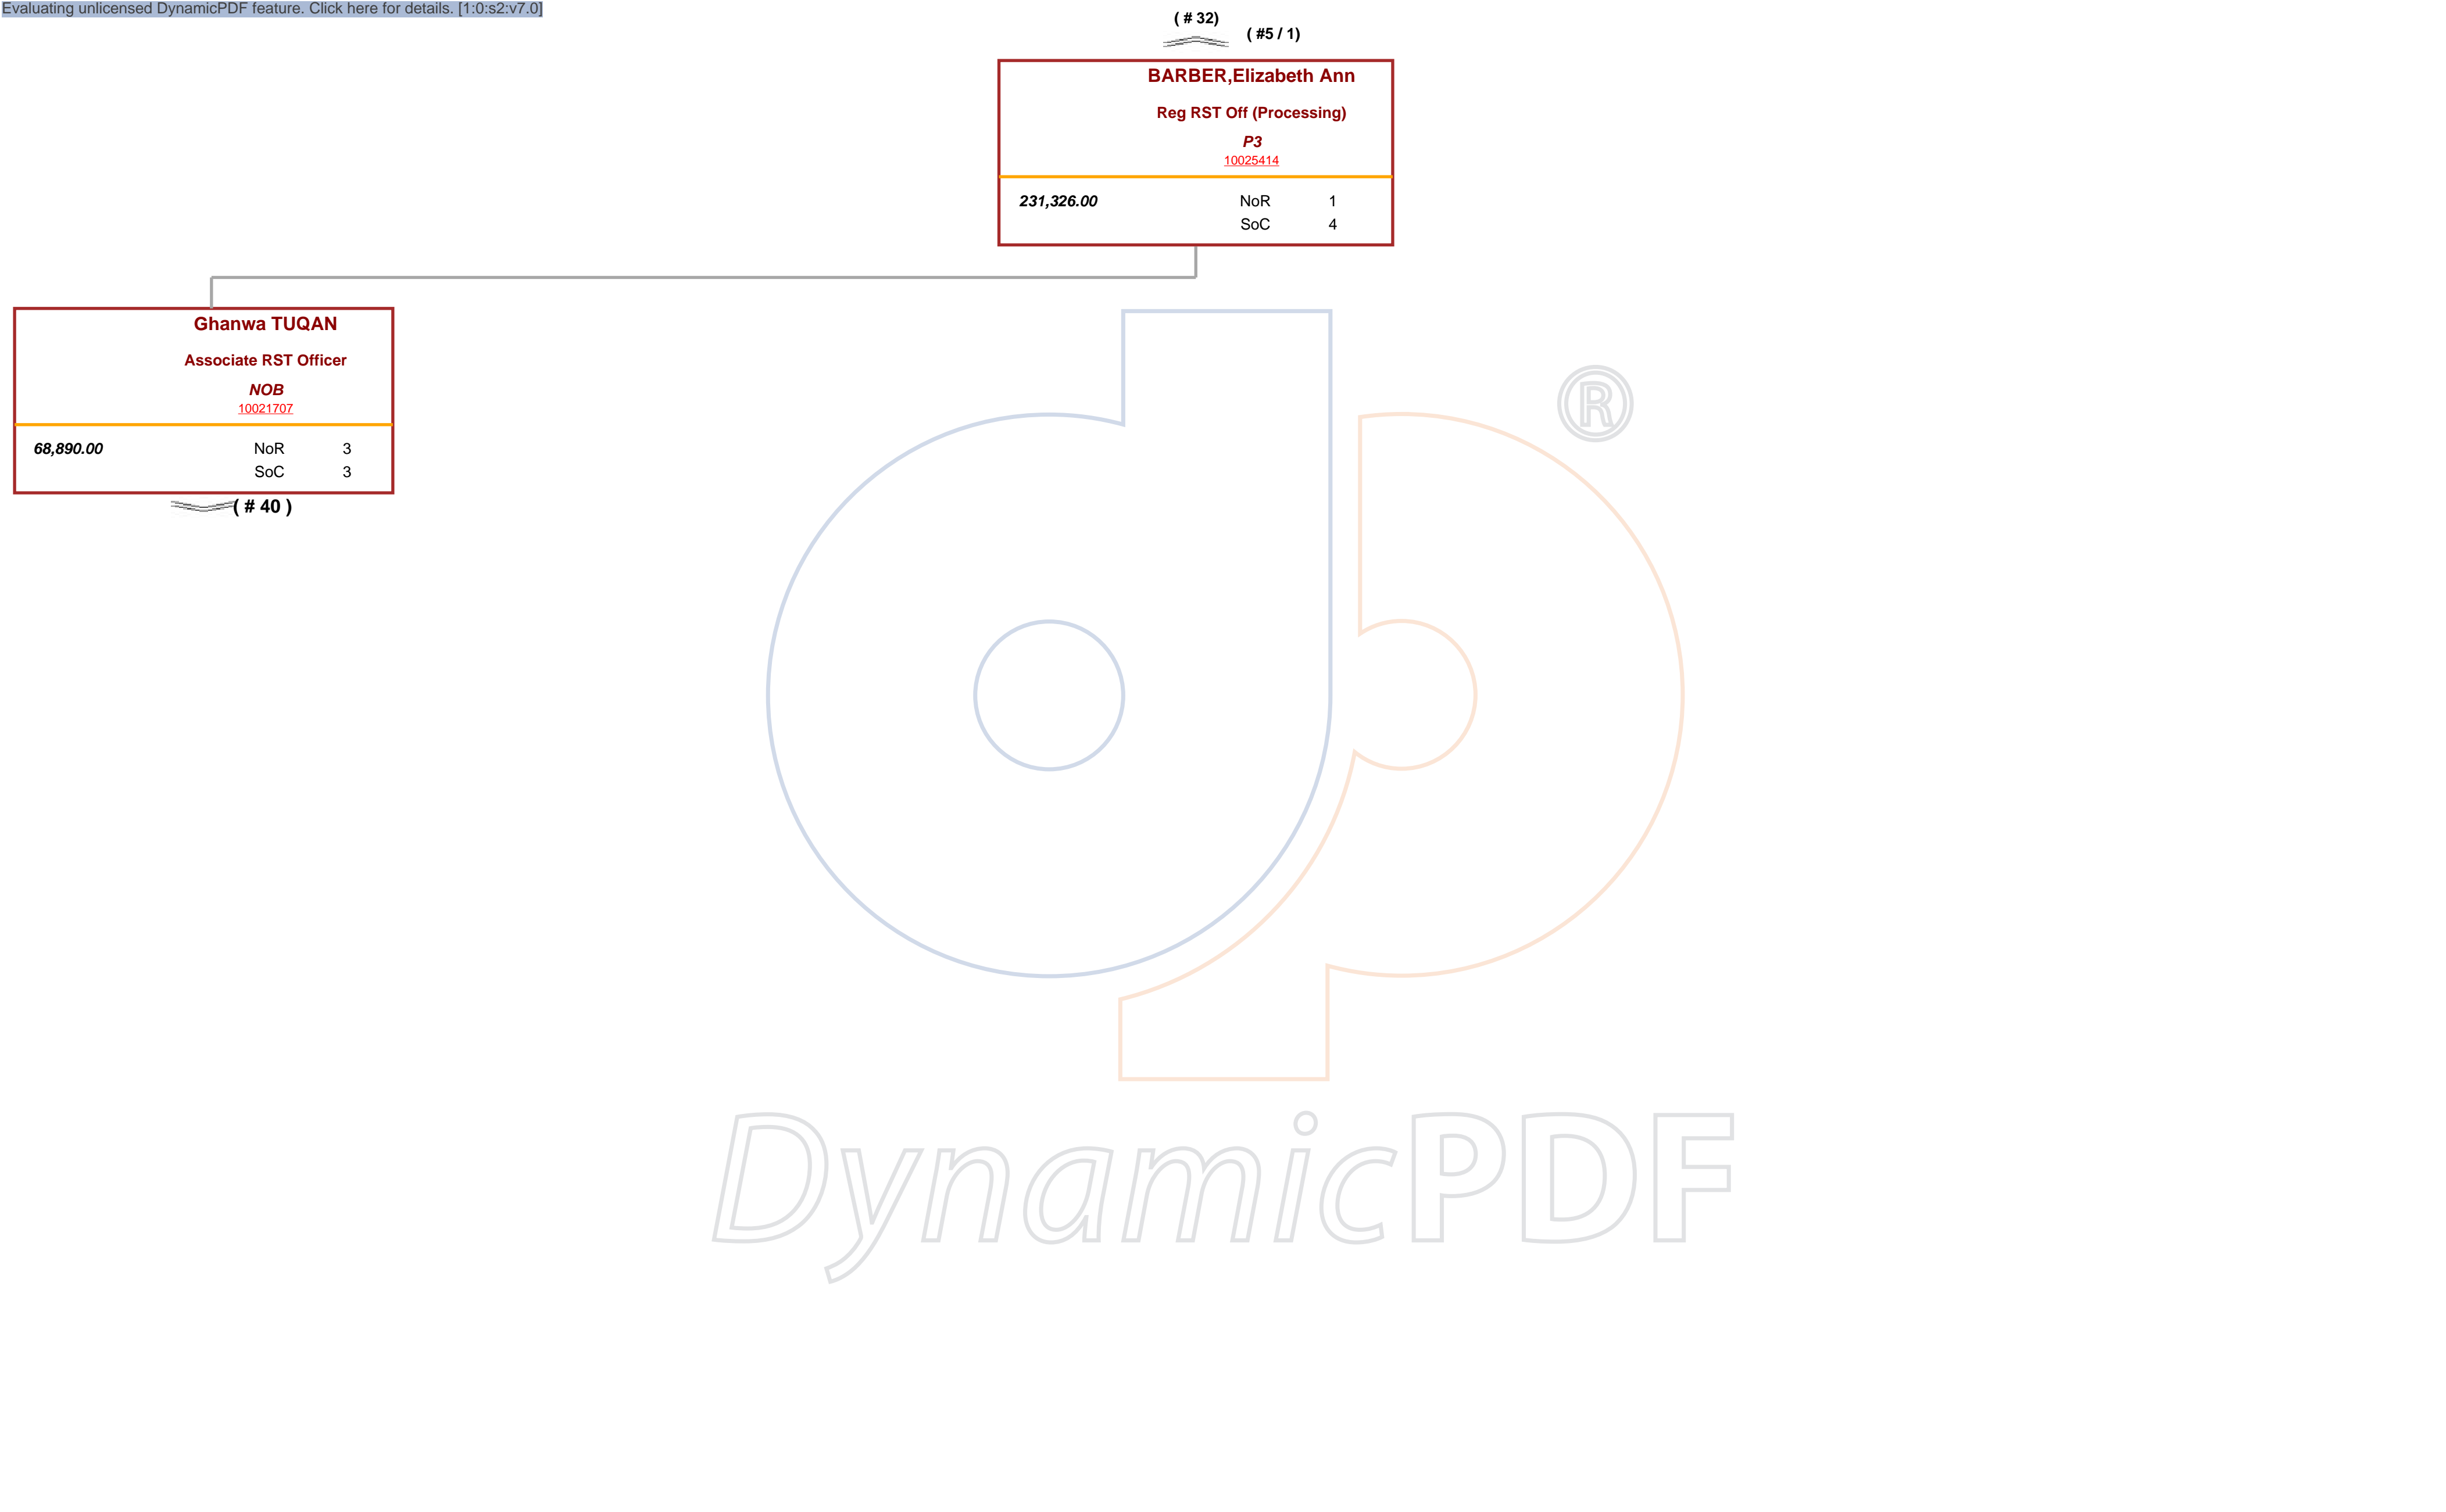 Evaluating unlicensed DynamicPDF feature. Click here for details. [1:0:s2:v7.0]
( # 32)
( #5 / 1)
BARBER,Elizabeth Ann
Reg RST Off (Processing)
P3
10025414
231,326.00 NoR 1
SoC 4
Ghanwa TUQAN
Associate RST Officer
NOB
10021707
68,890.00 NoR 3
SoC 3
( # 40 )
®
DynamicPDF